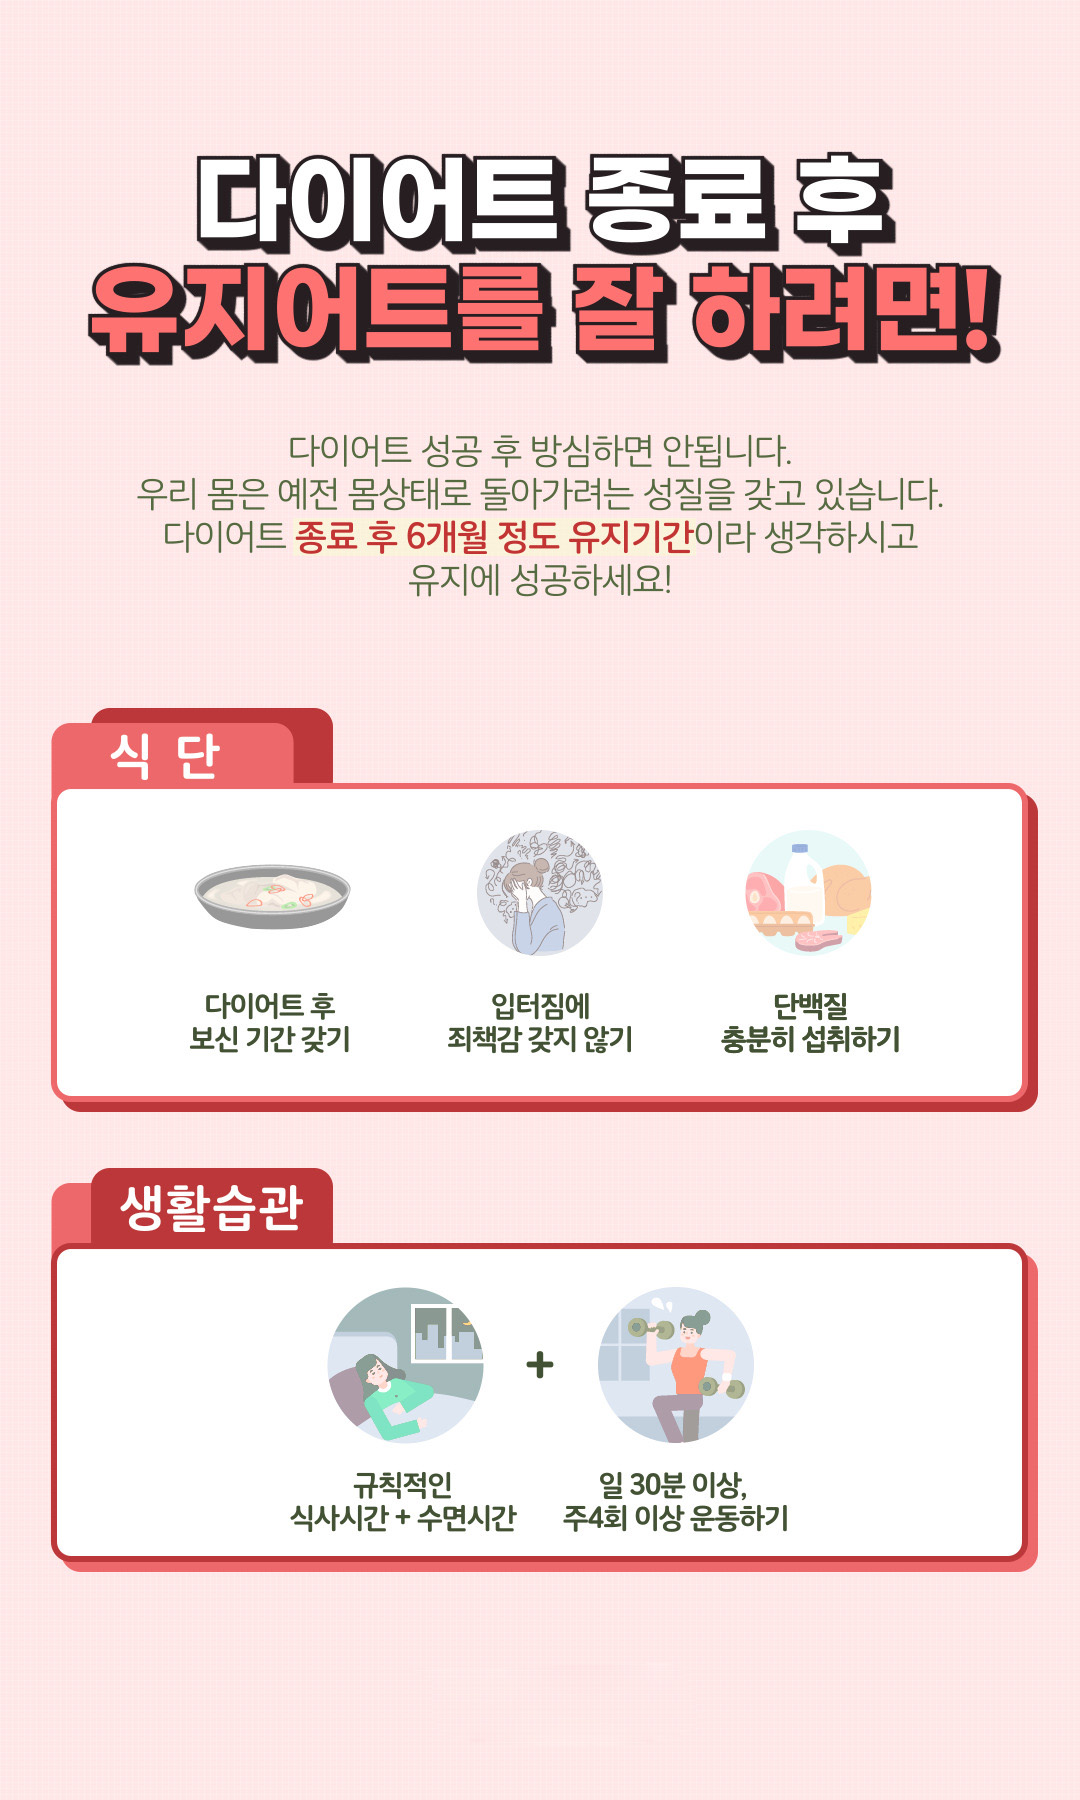 다이어트 종료 후
유지어트를 잘 하려면!
다이어트 성공 후 방심하면 안됩니다.
우리 몸은 예전 몸상태로 돌아가려는 성질을 갖고 있습니다.
다이어트 종료 후 6개월 정도 유지기간이라 생각하시고
유지에 성공하세요!
식 단
다이어트 후
보신 기간 갖기
입터짐에
죄책감 갖지 않기
단백질
충분히 섭취하기
생활습관
+
규칙적인
식사시간 + 수면시간
일 30분 이상,
주4회 이상 운동하기